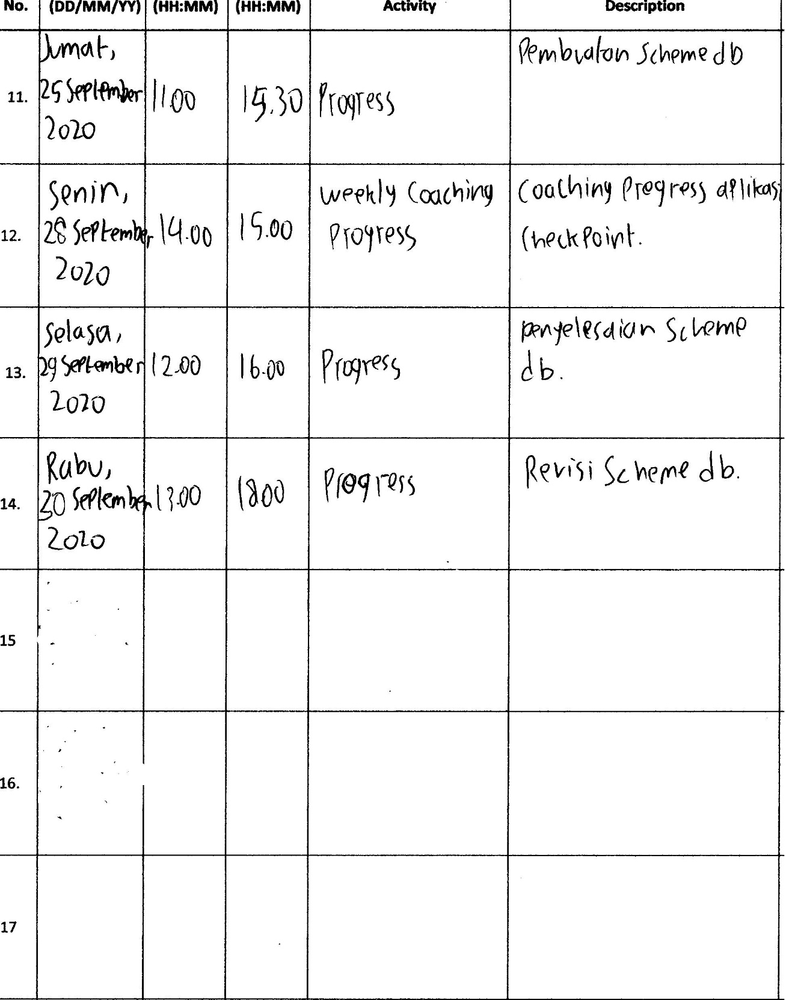 No. (DD/MM/YY) (HH:MM) (HH:MM) Activity Description
Jumat, Pembuatan Scheme db
11. 25 September 11.00 15.30 Progress
2020
Senin, weekly Coaching Coaching Progress aplikasi
12. 28 September 14.00 15.00 Progress CheckPoint.
2020
Selasa, penyelesaian Scheme
13. 29 September 12.00 16.00 Progress db.
2020
Rabu, Revisi Scheme db.
14. 30 September 13.00 18.00 Progress
2020
15
16.
17